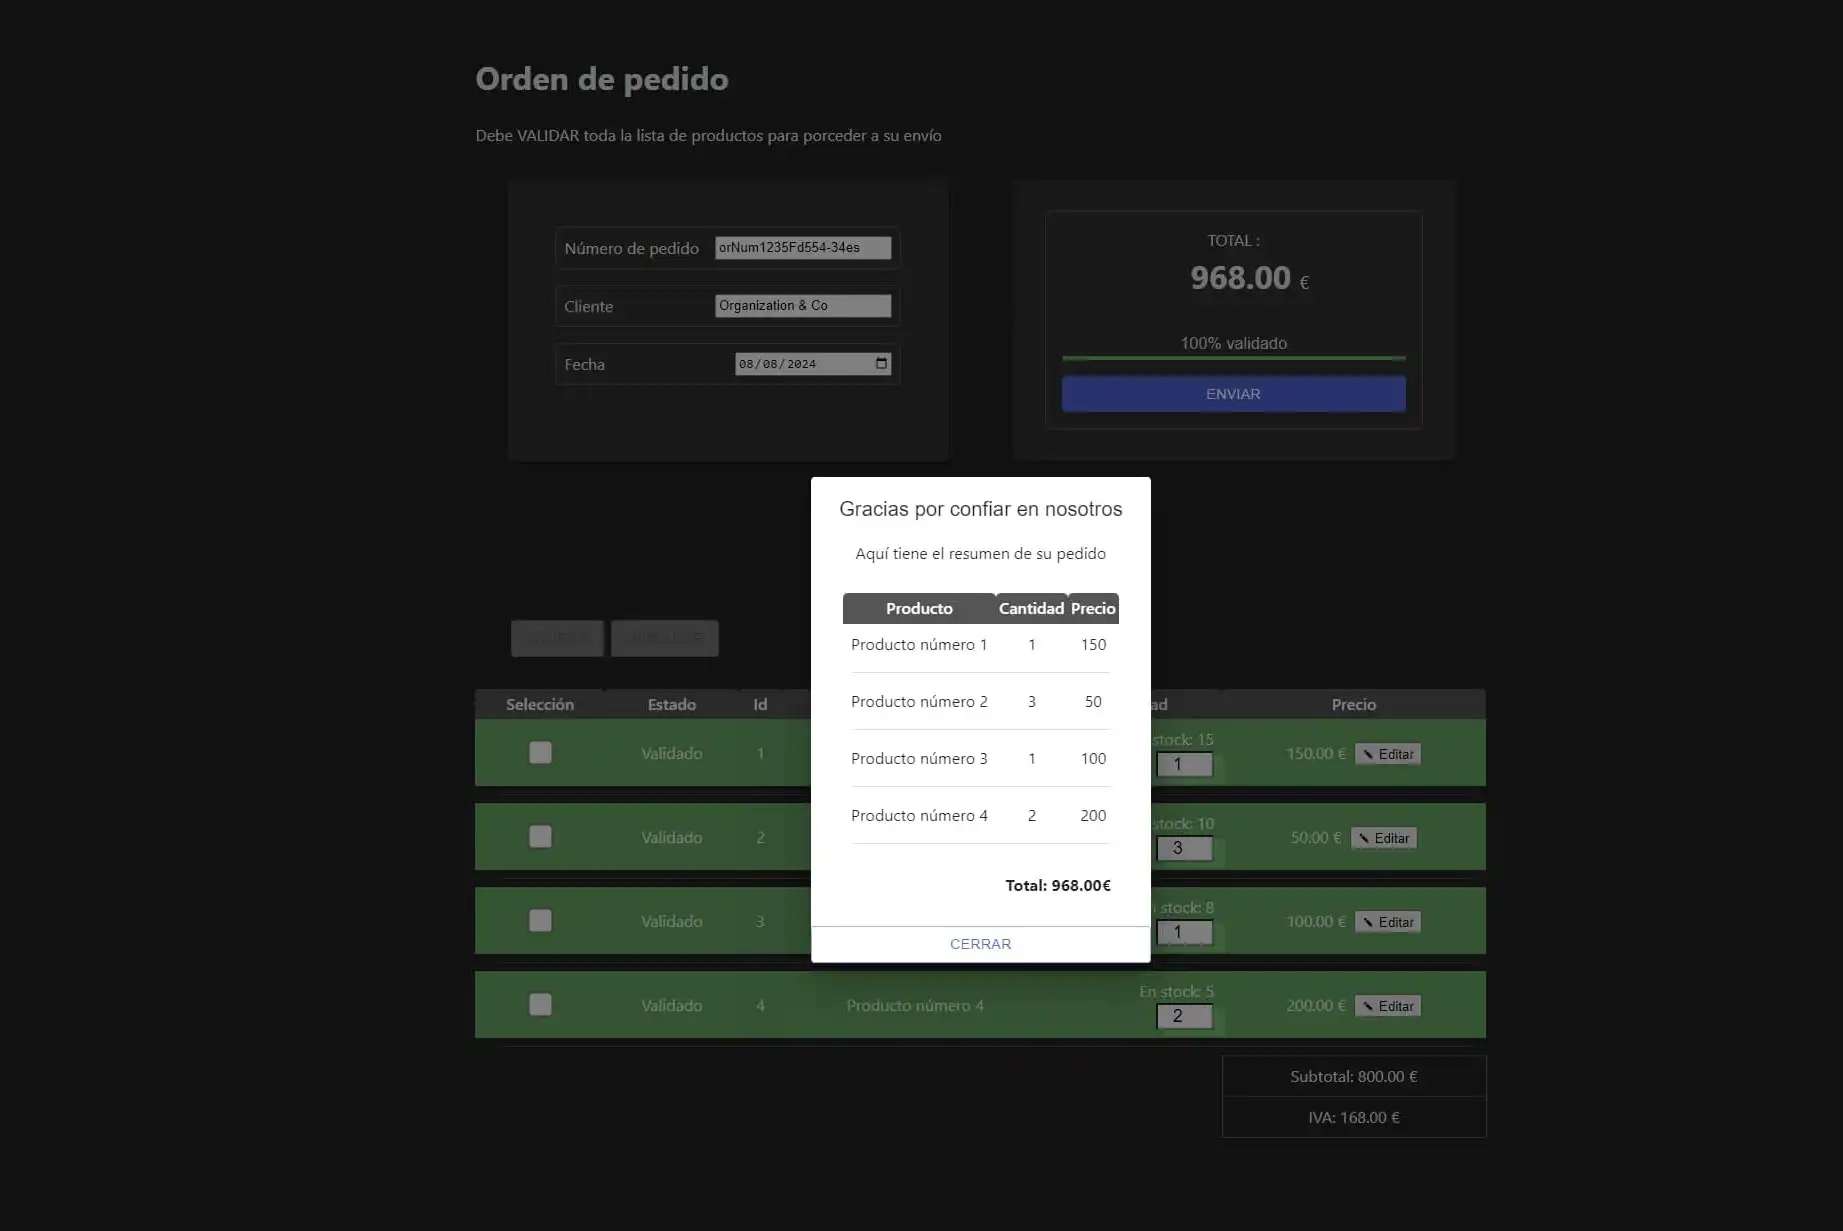 Orden de pedido
Debe VALIDAR toda la lista de productos para porceder a su envío
Número de pedido orNum1235Fd554-34es
Cliente Organization & Co
Fecha 08/08/2024
TOTAL :
968.00 €
100% validado
ENVIAR
Gracias por confiar en nosotros
Aquí tiene el resumen de su pedido
Producto Cantidad Precio
Producto número 1 1 150
Producto número 2 3 50
Producto número 3 1 100
Producto número 4 2 200
Total: 968.00€
CERRAR
Selección Estado Id ad Precio
Validado 1 stock: 15 1 150.00 € Editar
Validado 2 stock: 10 3 50.00 € Editar
Validado 3 stock: 8 1 100.00 € Editar
Validado 4 Producto número 4 En stock: 5 2 200.00 € Editar
Subtotal: 800.00 €
IVA: 168.00 €